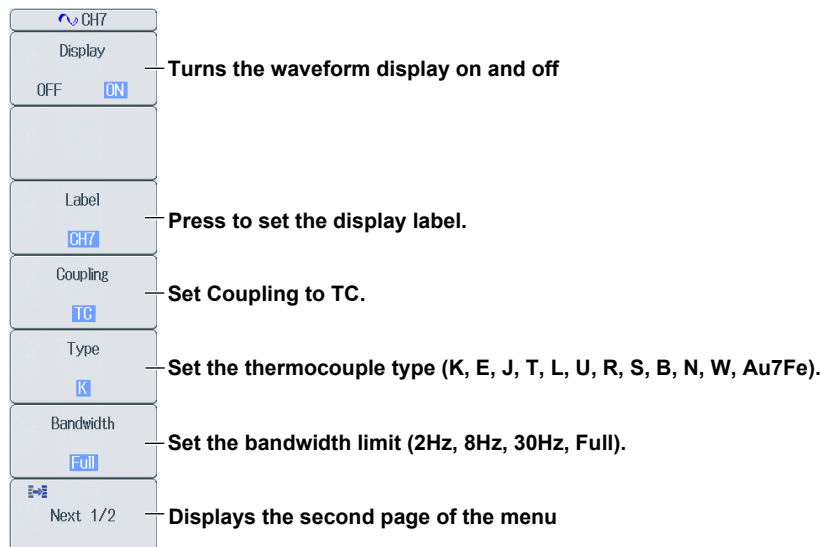 CH7
Display
OFF ON
Turns the waveform display on and off
Label
CH7
Press to set the display label.
Coupling
TC
Set Coupling to TC.
Type
K
Set the thermocouple type (K, E, J, T, L, U, R, S, B, N, W, Au7Fe).
Bandwidth
Full
Set the bandwidth limit (2Hz, 8Hz, 30Hz, Full).
Next 1/2
Displays the second page of the menu